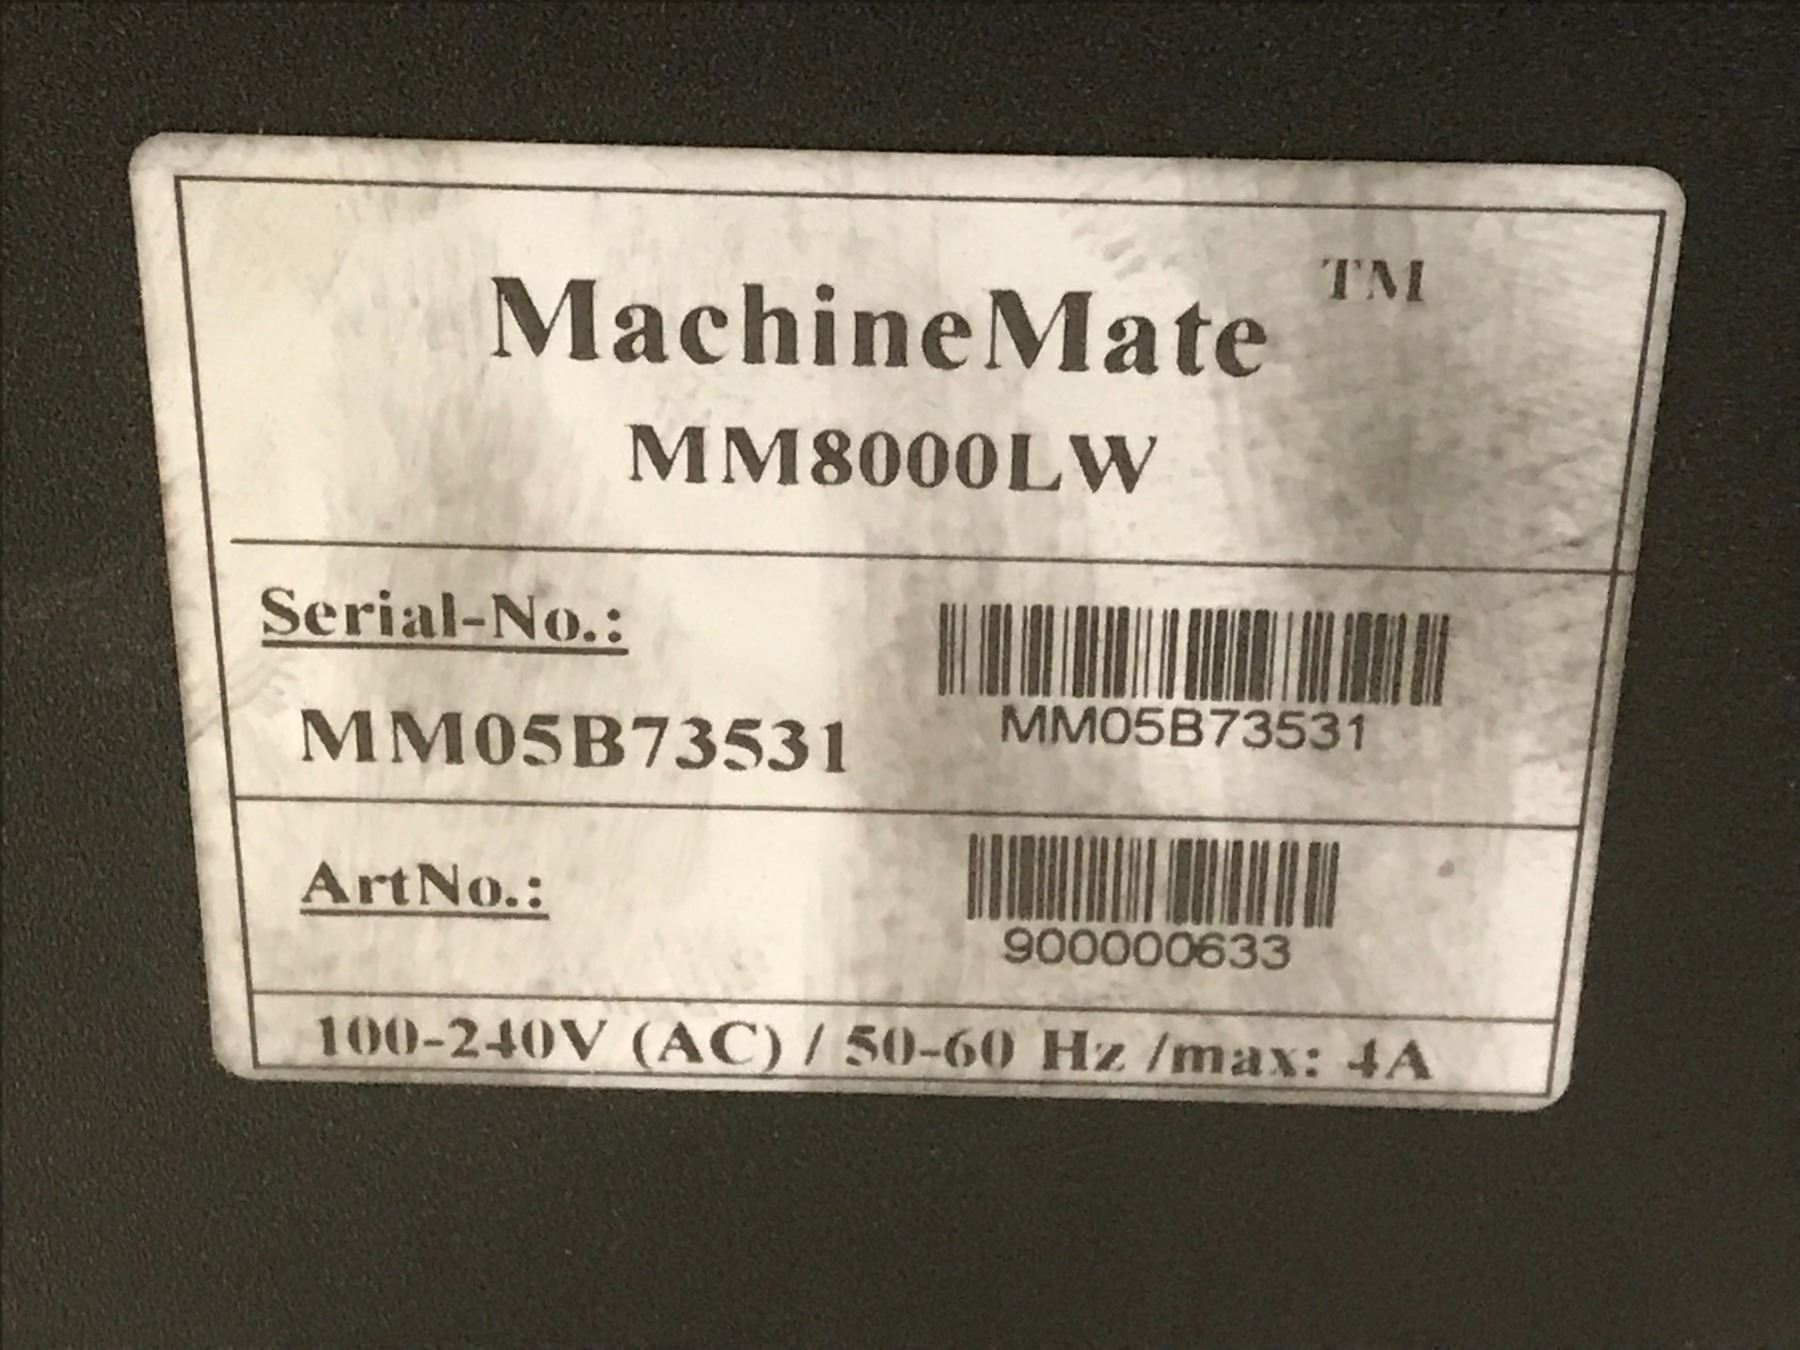 MachineMate ™
MM8000LW
Serial-No.:
MM05B73531
MM05B73531
ArtNo.:
900000633
100-240V (AC) / 50-60 Hz /max: 4A